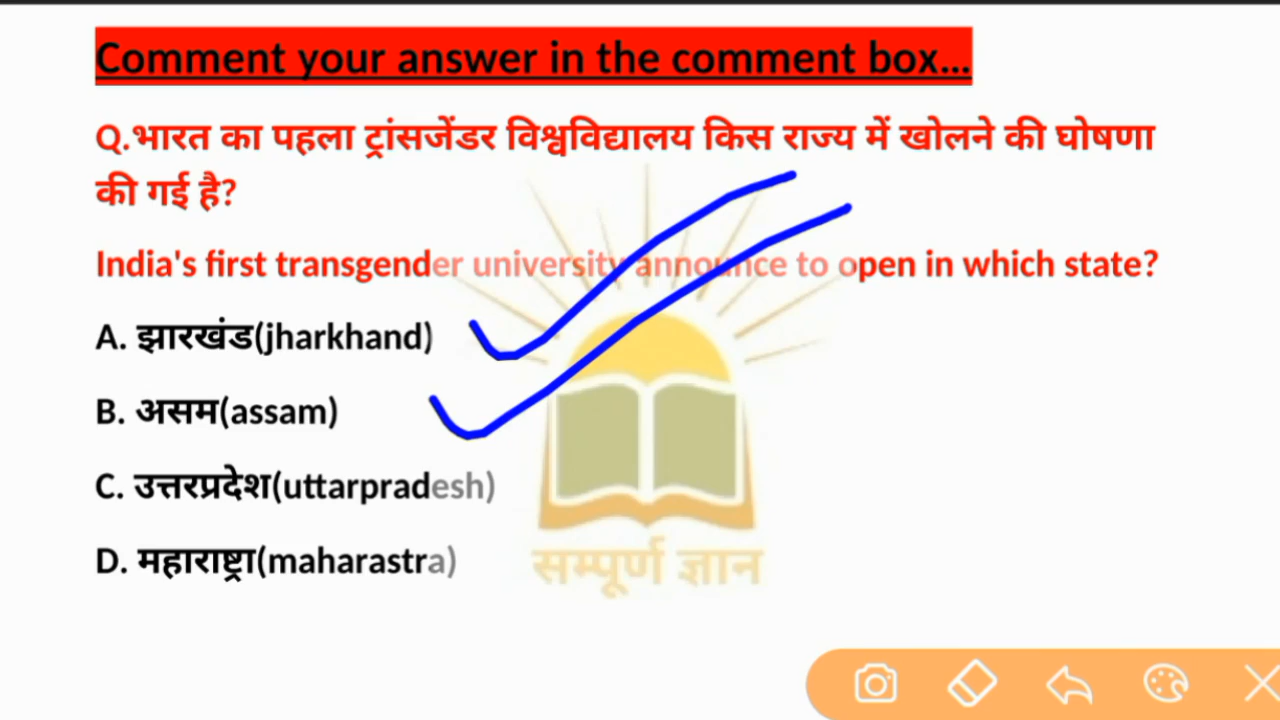 Comment your answer in the comment box...
Q.भारत का पहला ट्रांसजेंडर विश्वविद्यालय किस राज्य में खोलने की घोषणा
की गई है?
India's first transgender university announce to open in which state?
A. झारखंड(jharkhand)
B. असम(assam)
C. उत्तरप्रदेश(uttarpradesh)
D. महाराष्ट्रा(maharastra)
सम्पूर्ण ज्ञान